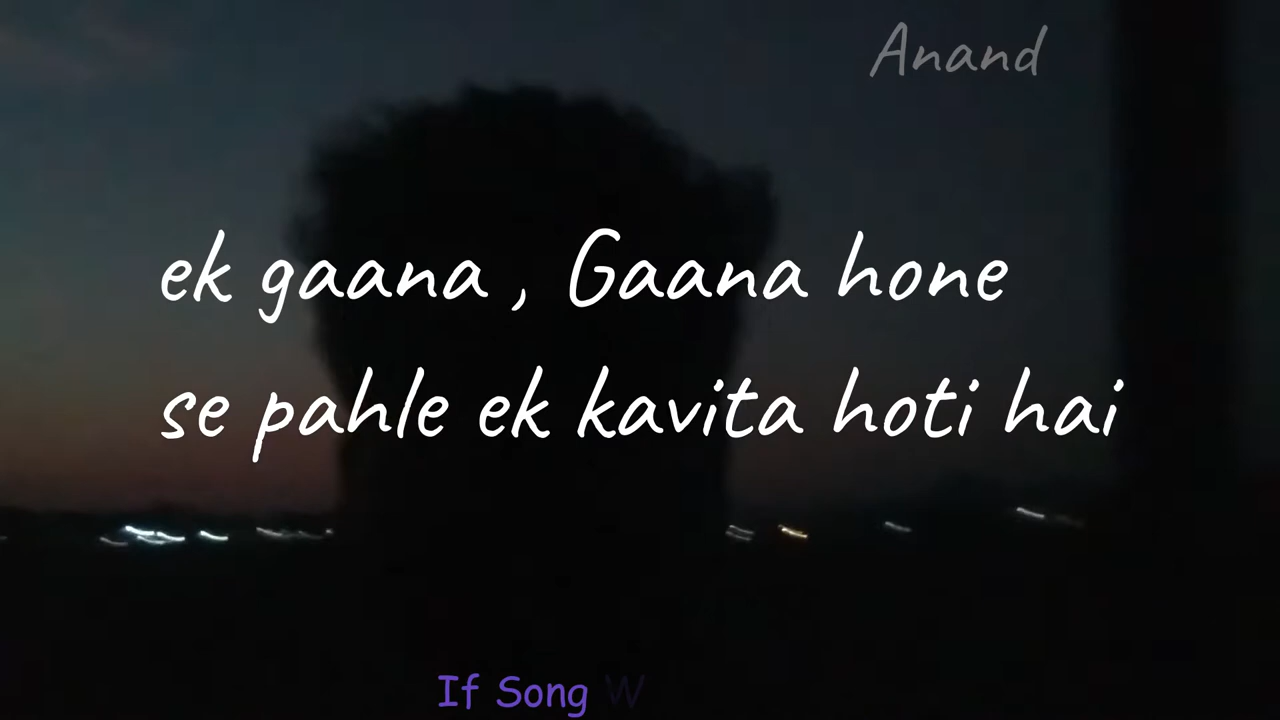 Anand
ek gaana , Gaana hone
se pahle ek kavita hoti hai
If Song W